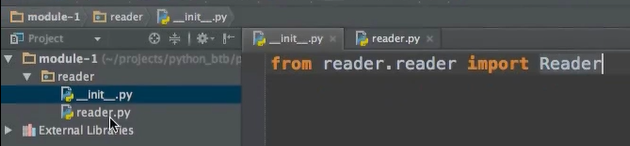 module-1 reader __init__.py
Project
__init__.py reader.py
module-1 (~/projects/python_btb/p
reader
__init__.py
reader.py
External Libraries
from reader.reader import Reader